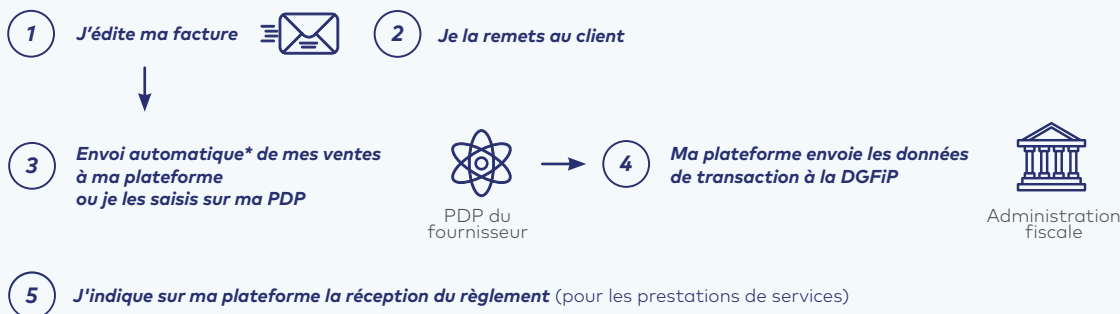 1 J'édite ma facture
2 Je la remets au client
3 Envoi automatique* de mes ventes
à ma plateforme
ou je les saisis sur ma PDP
PDP du
fournisseur
4 Ma plateforme envoie les données
de transaction à la DGFiP
Administration
fiscale
5 J'indique sur ma plateforme la réception du règlement (pour les prestations de services)